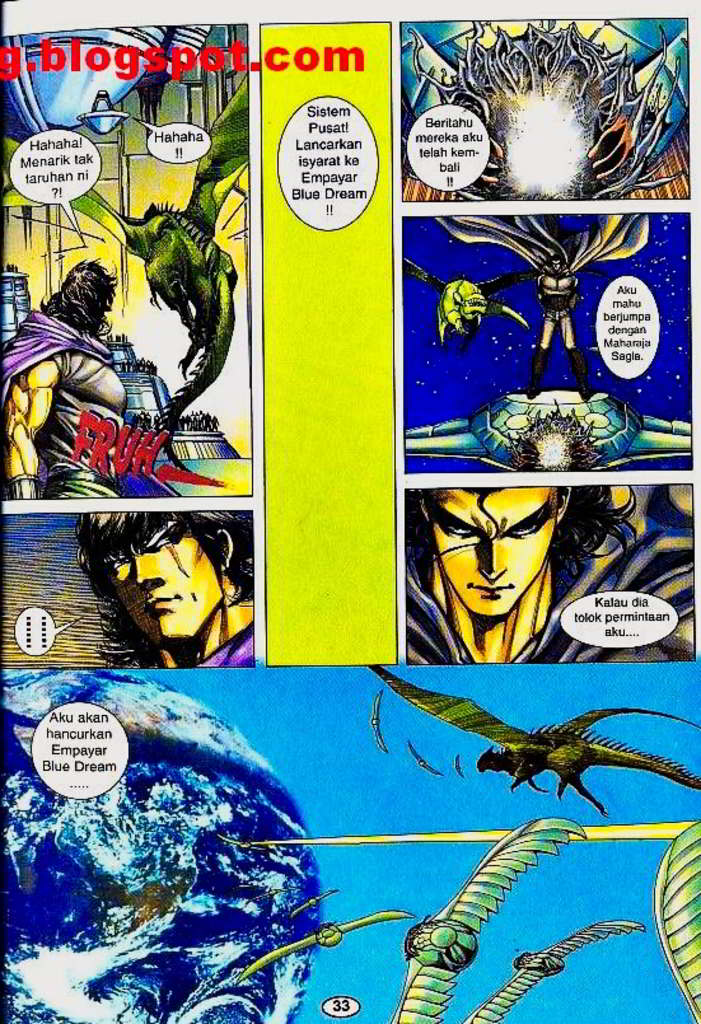 g.blogspot.com
Hahaha!
Menarik tak
taruhan ni
?!
Hahaha
!!
FRUH
!!
Sistem
Pusat!
Lancarkan
isyarat ke
Empayar
Blue Dream
!!
Beritahu
mereka aku
telah kem-
bali
!!
Aku
mahu
berjumpa
dengan
Maharaja
Sagla.
Kalau dia
tolok permintaan
aku....
Aku akan
hancurkan
Empayar
Blue Dream
.....
33